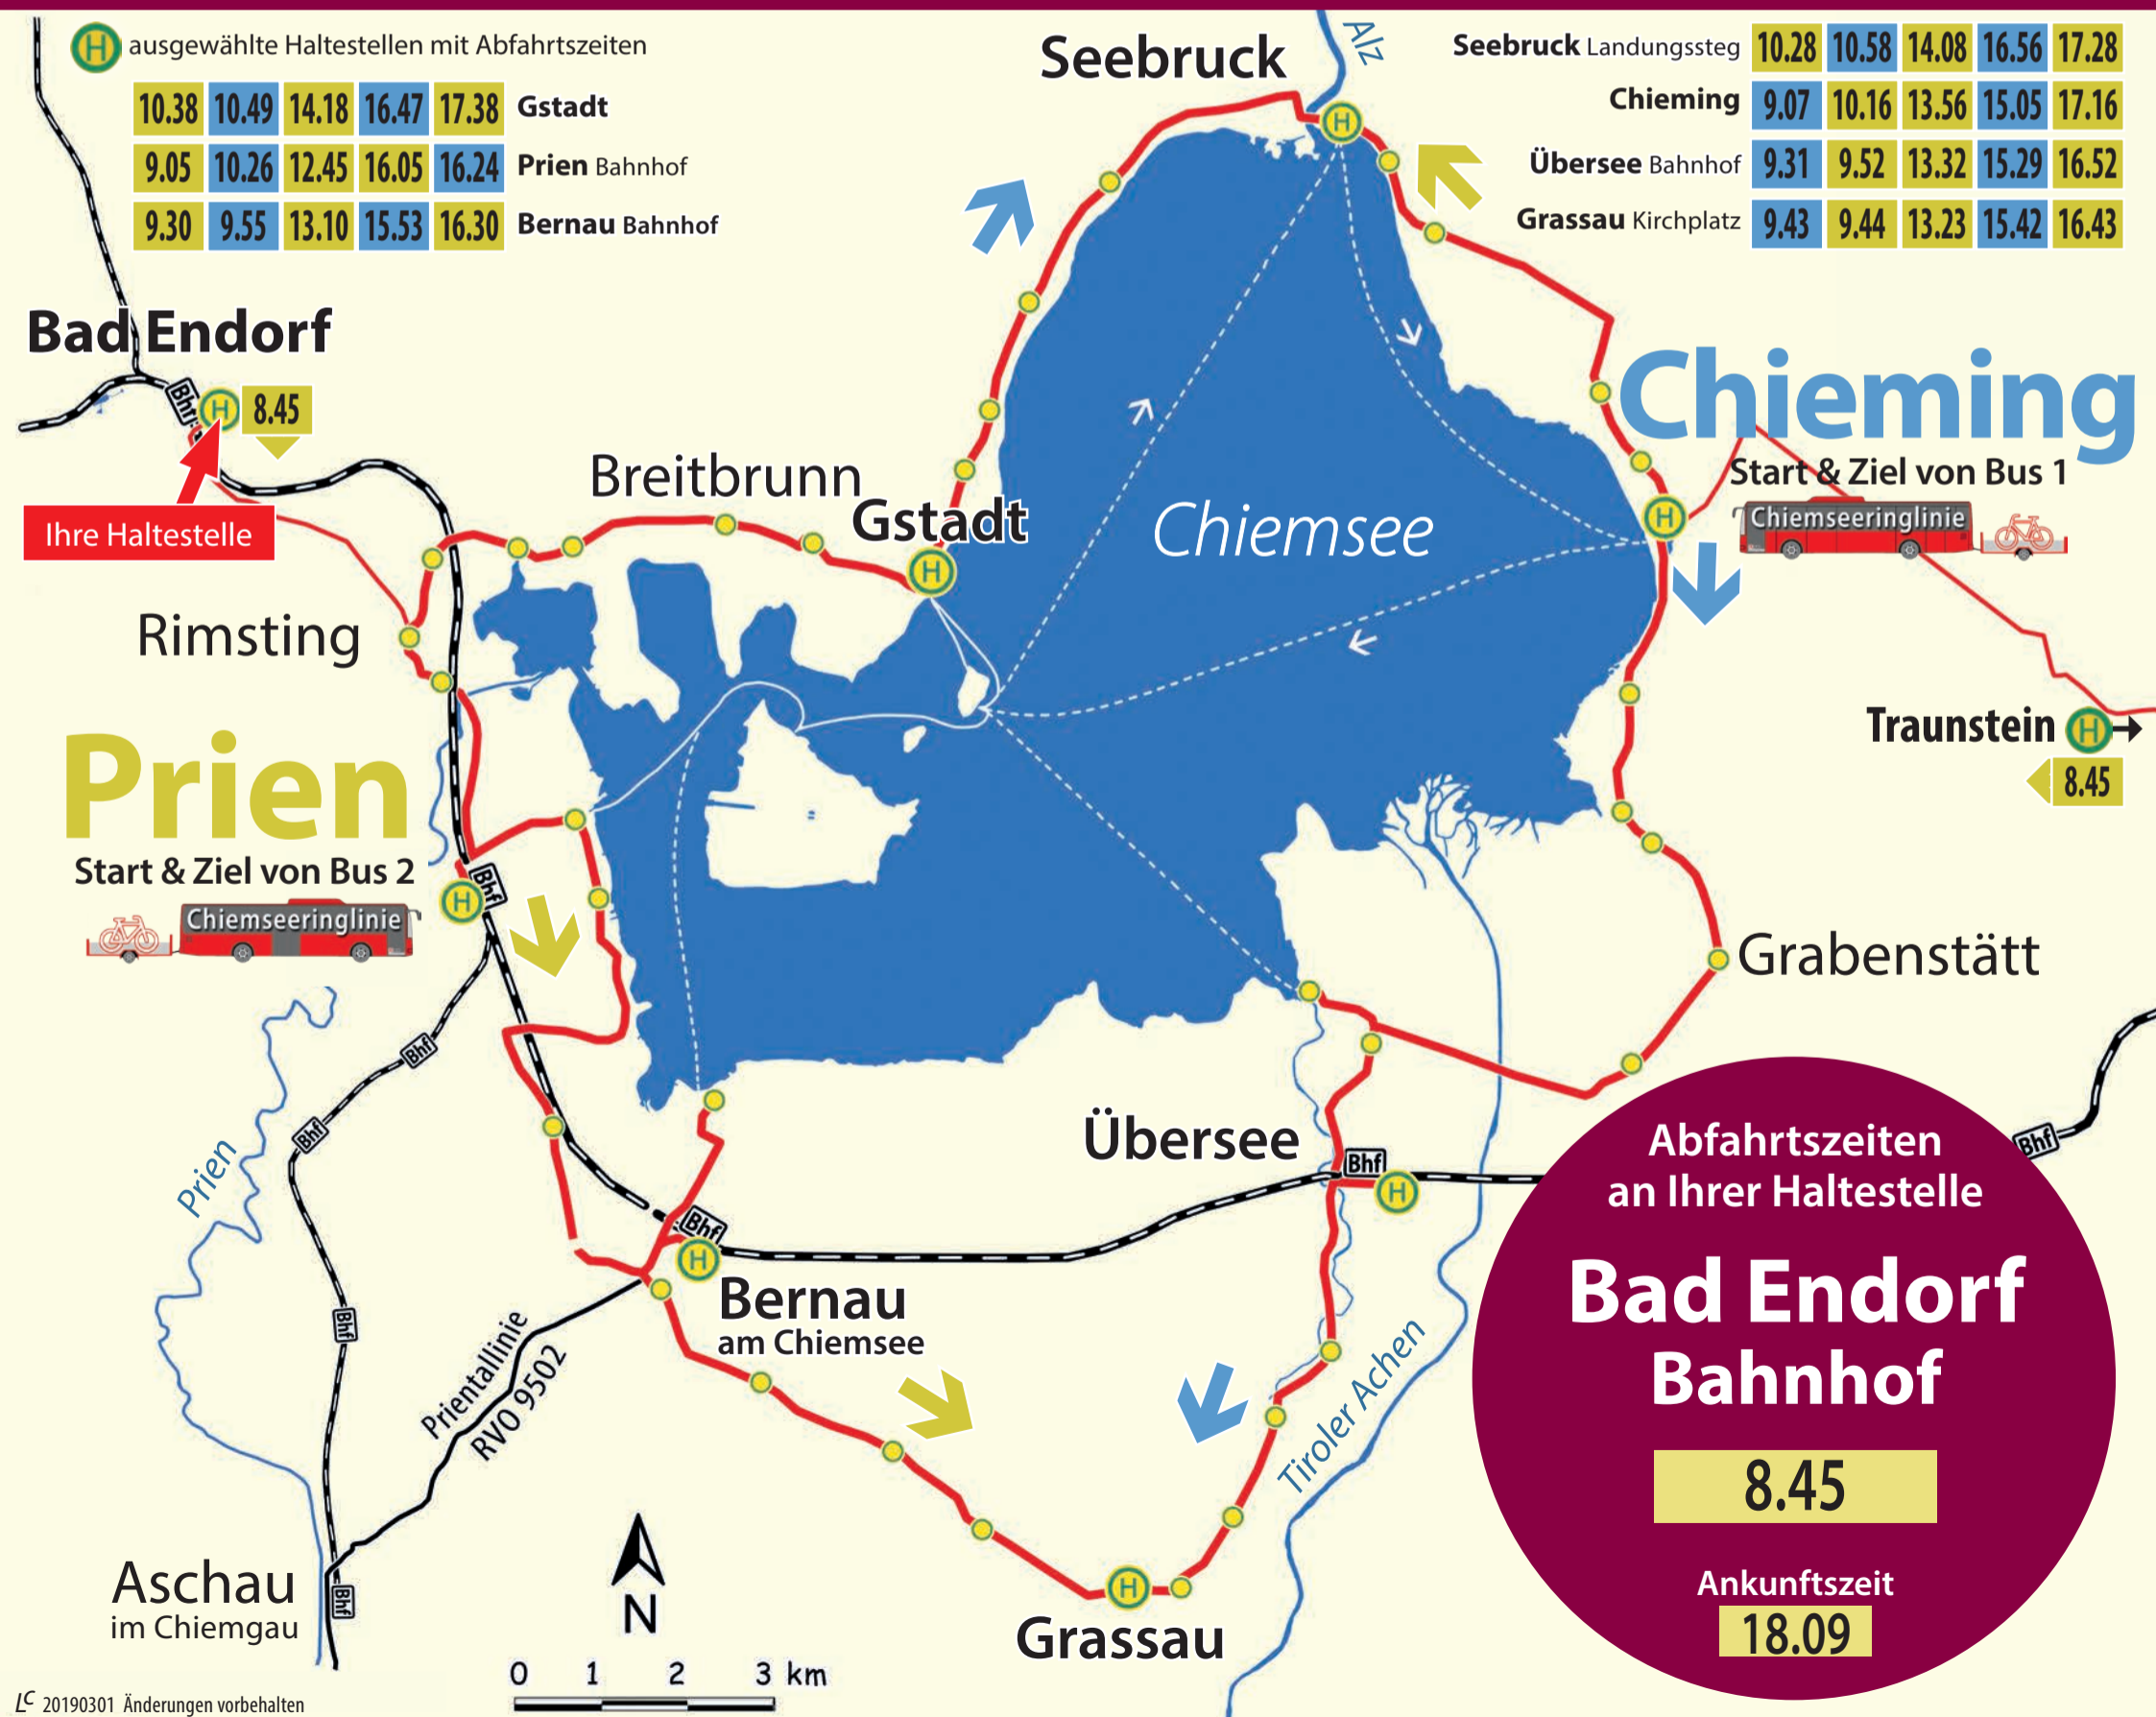 ausgewählte Haltestellen mit Abfahrtszeiten
10.38 10.49 14.18 16.47 17.38 Gstadt
9.05 10.26 12.45 16.05 16.24 Prien Bahnhof
9.30 9.55 13.10 15.53 16.30 Bernau Bahnhof
Seebruck
Alz
Seebruck Landungssteg 10.28 10.58 14.08 16.56 17.28
Chieming 9.07 10.16 13.56 15.05 17.16
Übersee Bahnhof 9.31 9.52 13.32 15.29 16.52
Grassau Kirchplatz 9.43 9.44 13.23 15.42 16.43
H
H
Bad Endorf
Bhf
H
8.45
Ihre Haltestelle
Breitbrunn
Gstadt
H
Chiemsee
Chieming
Start & Ziel von Bus 1
H
Chiemseeringlinie
Rimsting
Traunstein H
8.45
Prien
Start & Ziel von Bus 2
Chiemseeringlinie
Bhf
H
Grabenstätt
Bhf
Bhf
Prien
Übersee
Bhf
H
Bhf
Bhf
H
Bernau
am Chiemsee
Bhf
Prientallinie
RVO 9502
Tiroler Achen
Abfahrtszeiten
an Ihrer Haltestelle
Bad Endorf
Bahnhof
8.45
Ankunftszeit
18.09
Aschau
im Chiemgau
Bhf
N
H
Grassau
0 1 2 3 km
LC 20190301 Änderungen vorbehalten